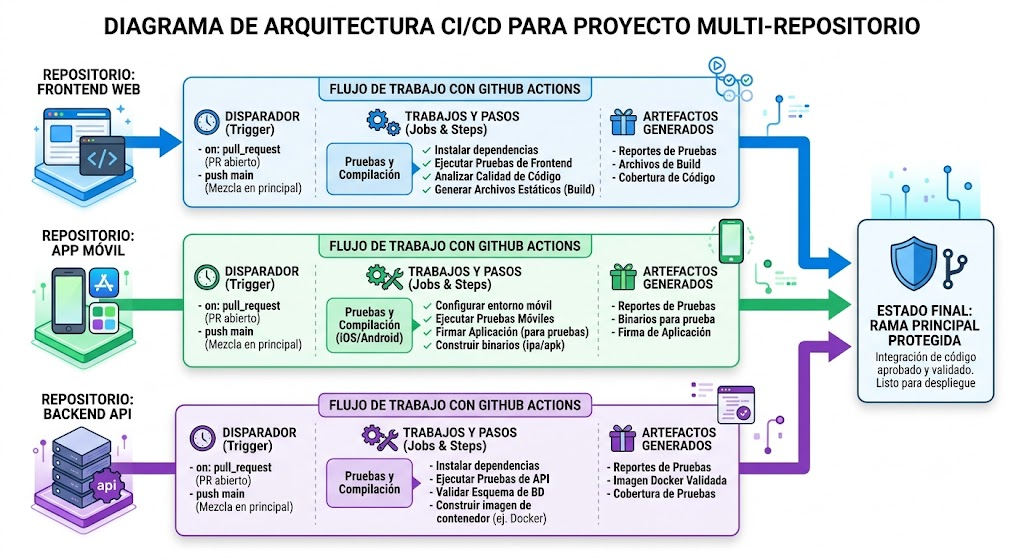 DIAGRAMA DE ARQUITECTURA CI/CD PARA PROYECTO MULTI-REPOSITORIO
REPOSITORIO:
FRONTEND WEB
</>
FLUJO DE TRABAJO CON GITHUB ACTIONS
DISPARADOR
(Trigger)
- on: pull_request
(PR abierto)
- push main
(Mezcla en principal)
TRABAJOS Y PASOS
(Jobs & Steps)
Pruebas y
Compilación
✓ Instalar dependencias
✓ Ejecutar Pruebas de Frontend
✓ Analizar Calidad de Código
✓ Generar Archivos Estáticos (Build)
ARTEFACTOS
GENERADOS
- Reportes de Pruebas
- Archivos de Build
- Cobertura de Código
REPOSITORIO:
APP MÓVIL
FLUJO DE TRABAJO CON GITHUB ACTIONS
DISPARADOR
(Trigger)
- on: pull_request
(PR abierto)
- push main
(Mezcla en principal)
TRABAJOS Y PASOS
(Jobs & Steps)
Pruebas y
Compilación
(iOS/Android)
✓ Configurar entorno móvil
✓ Ejecutar Pruebas Móviles
✓ Firmar Aplicación (para pruebas)
✓ Construir binarios (ipa/apk)
ARTEFACTOS
GENERADOS
- Reportes de Pruebas
- Binarios para prueba
- Firma de Aplicación
REPOSITORIO:
BACKEND API
api
FLUJO DE TRABAJO CON GITHUB ACTIONS
DISPARADOR
(Trigger)
- on: pull_request
(PR abierto)
- push main
(Mezcla en principal)
TRABAJOS Y PASOS
(Jobs & Steps)
Pruebas y
Compilación
- Instalar dependencias
- Ejecutar Pruebas de API
- Validar Esquema de BD
- Construir imagen de
contenedor (ej. Docker)
ARTEFACTOS
GENERADOS
- Reportes de Pruebas
- Imagen Docker Validada
- Cobertura de Pruebas
ESTADO FINAL:
RAMA PRINCIPAL
PROTEGIDA
Integración de código
aprobado y validado.
Listo para despliegue